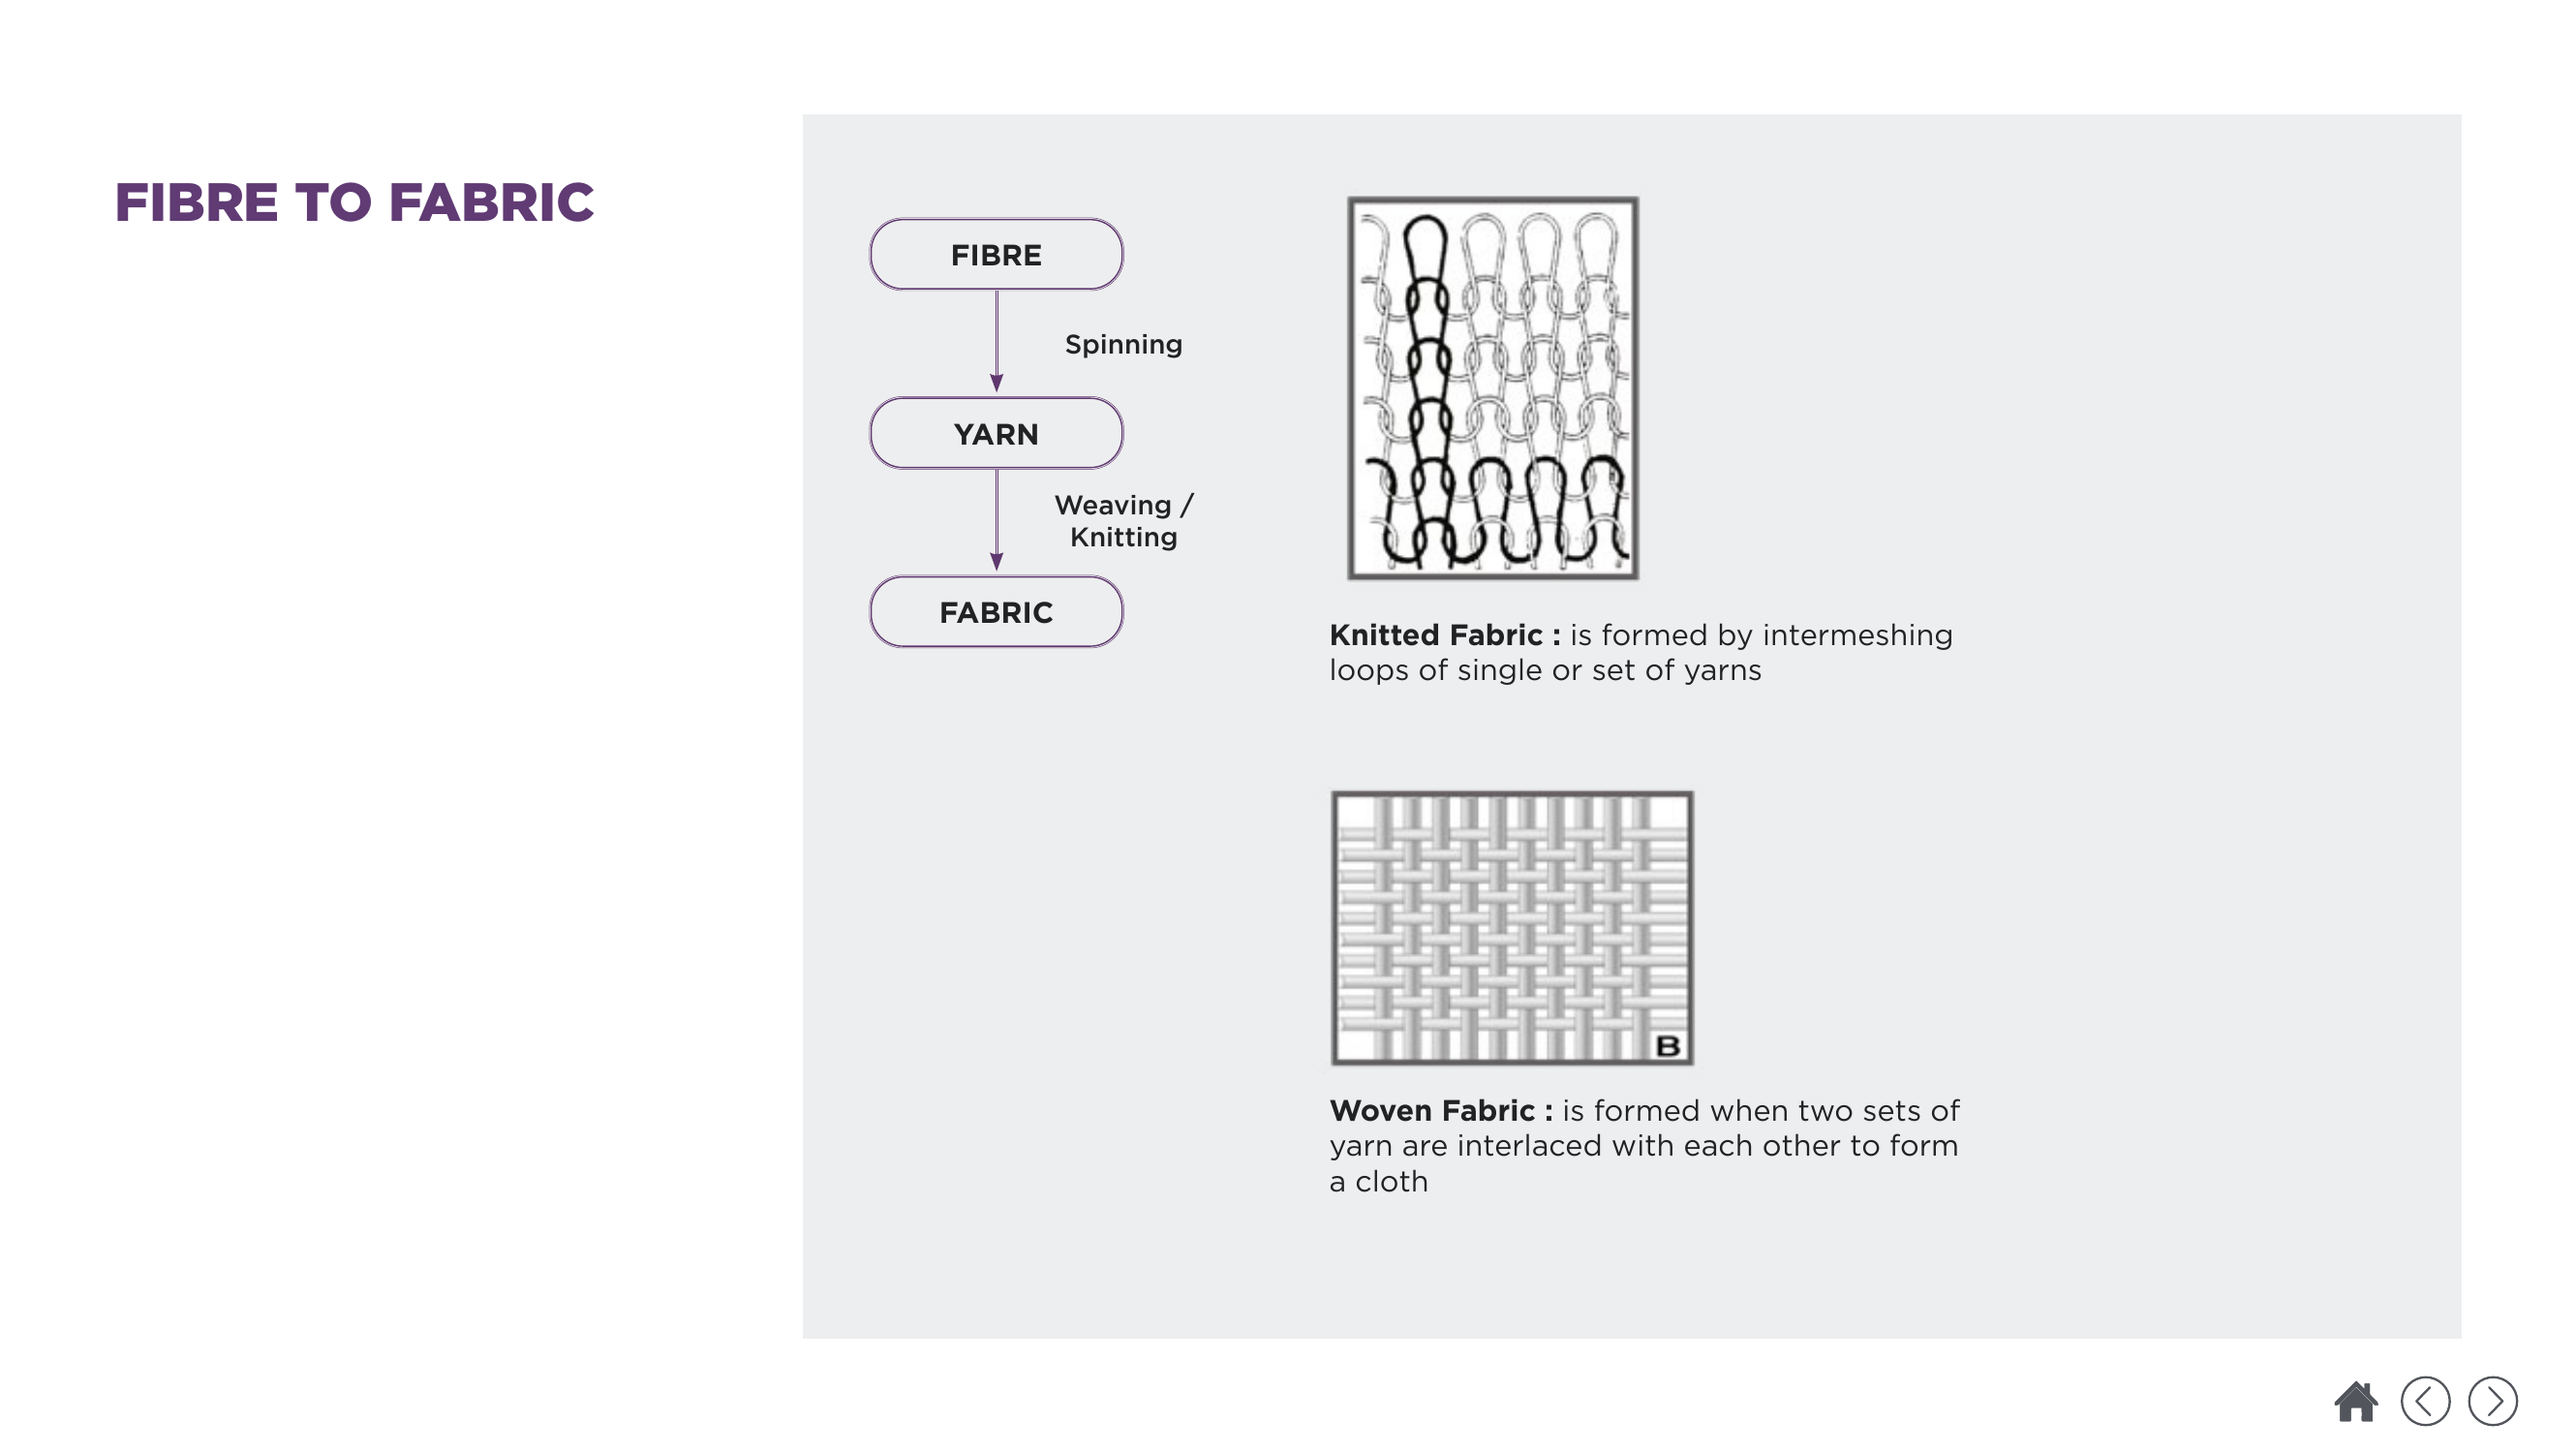 FIBRE TO FABRIC
FIBRE
Spinning
YARN
Weaving /
Knitting
FABRIC
Knitted Fabric : is formed by intermeshing
loops of single or set of yarns
B
Woven Fabric : is formed when two sets of
yarn are interlaced with each other to form
a cloth